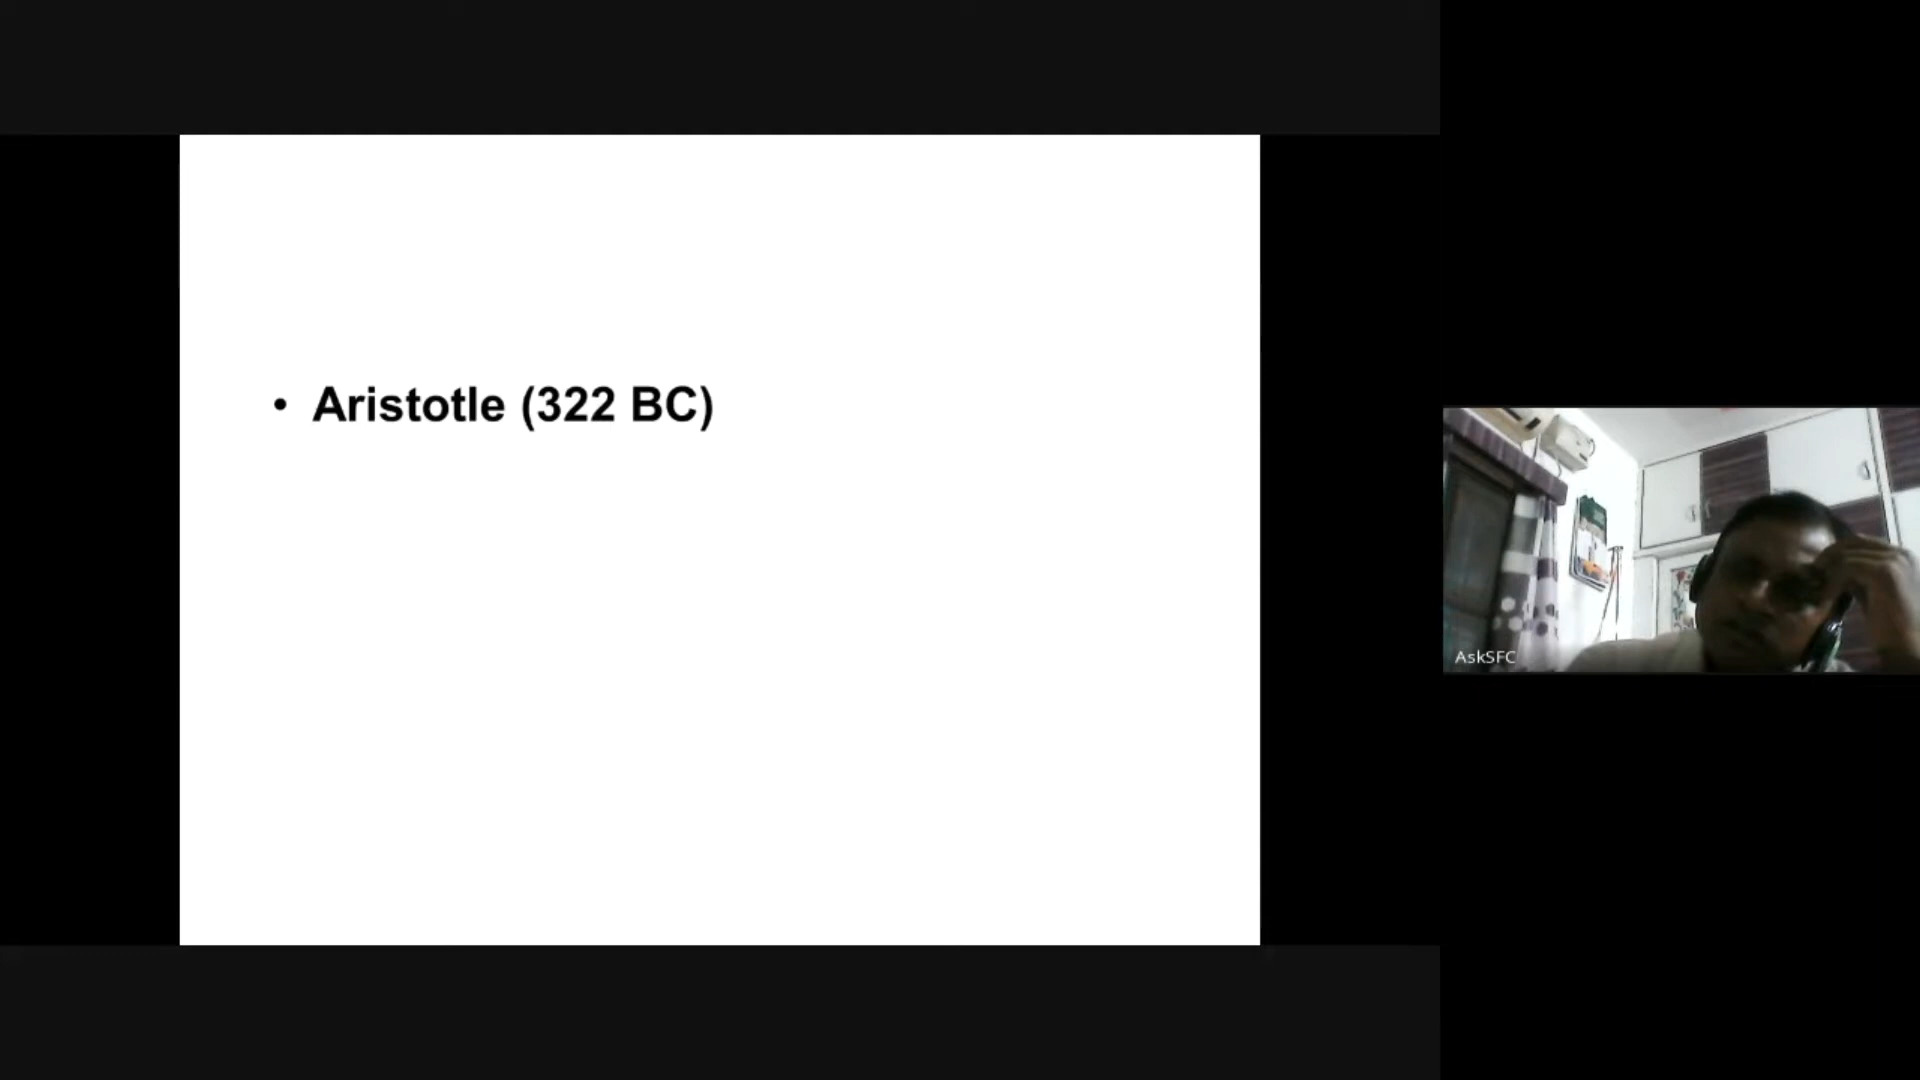 • Aristotle (322 BC)
AskSFC